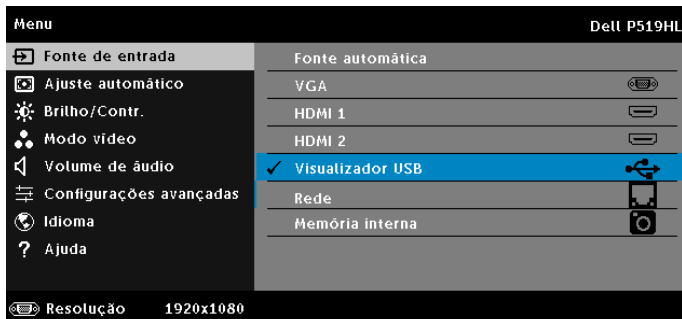 Menu Dell P519HL
Fonte de entrada
Ajuste automático
Brilho/Contr.
Modo vídeo
Volume de áudio
Configurações avançadas
Idioma
? Ajuda
Fonte automática
VGA
HDMI 1
HDMI 2
✓ Visualizador USB
Rede
Memória interna
Resolução 1920x1080